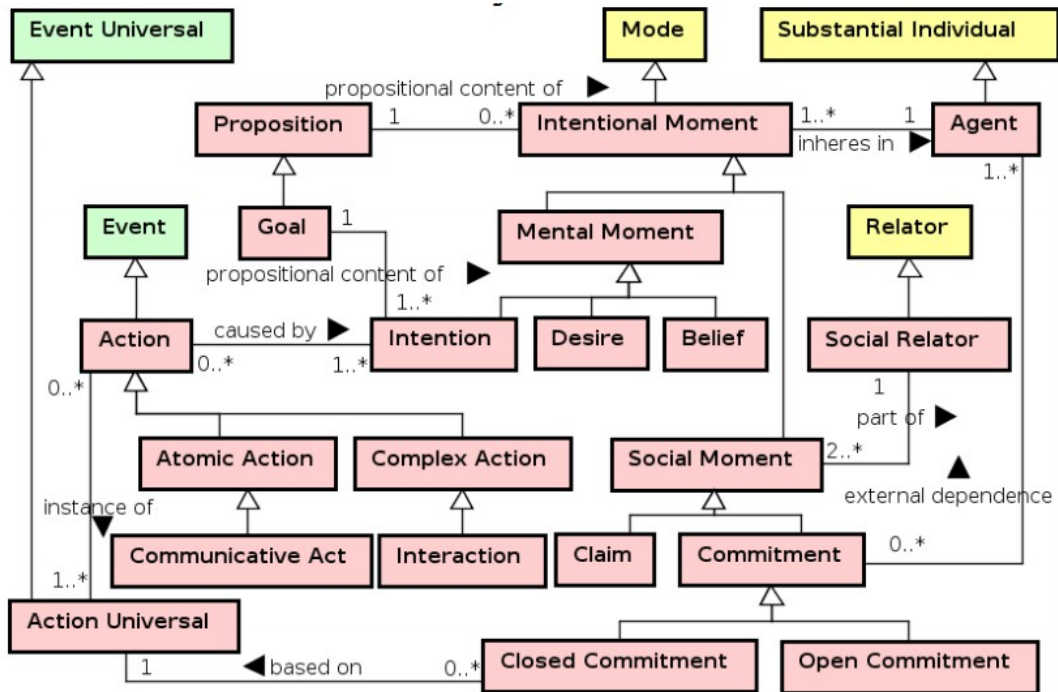 Event Universal
Mode
Substantial Individual
propositional content of
Proposition
1
0..*
Intentional Moment
1..*
1
Agent
inheres in
1..*
Event
Goal
1
Mental Moment
Relator
propositional content of
1..*
Action
caused by
Intention
Desire
Belief
Social Relator
0..*
1..*
0..*
1
part of
Atomic Action
Complex Action
Social Moment
2..*
instance of
external dependence
Communicative Act
Interaction
Claim
Commitment
0..*
1..*
Action Universal
1
based on
0..*
Closed Commitment
Open Commitment